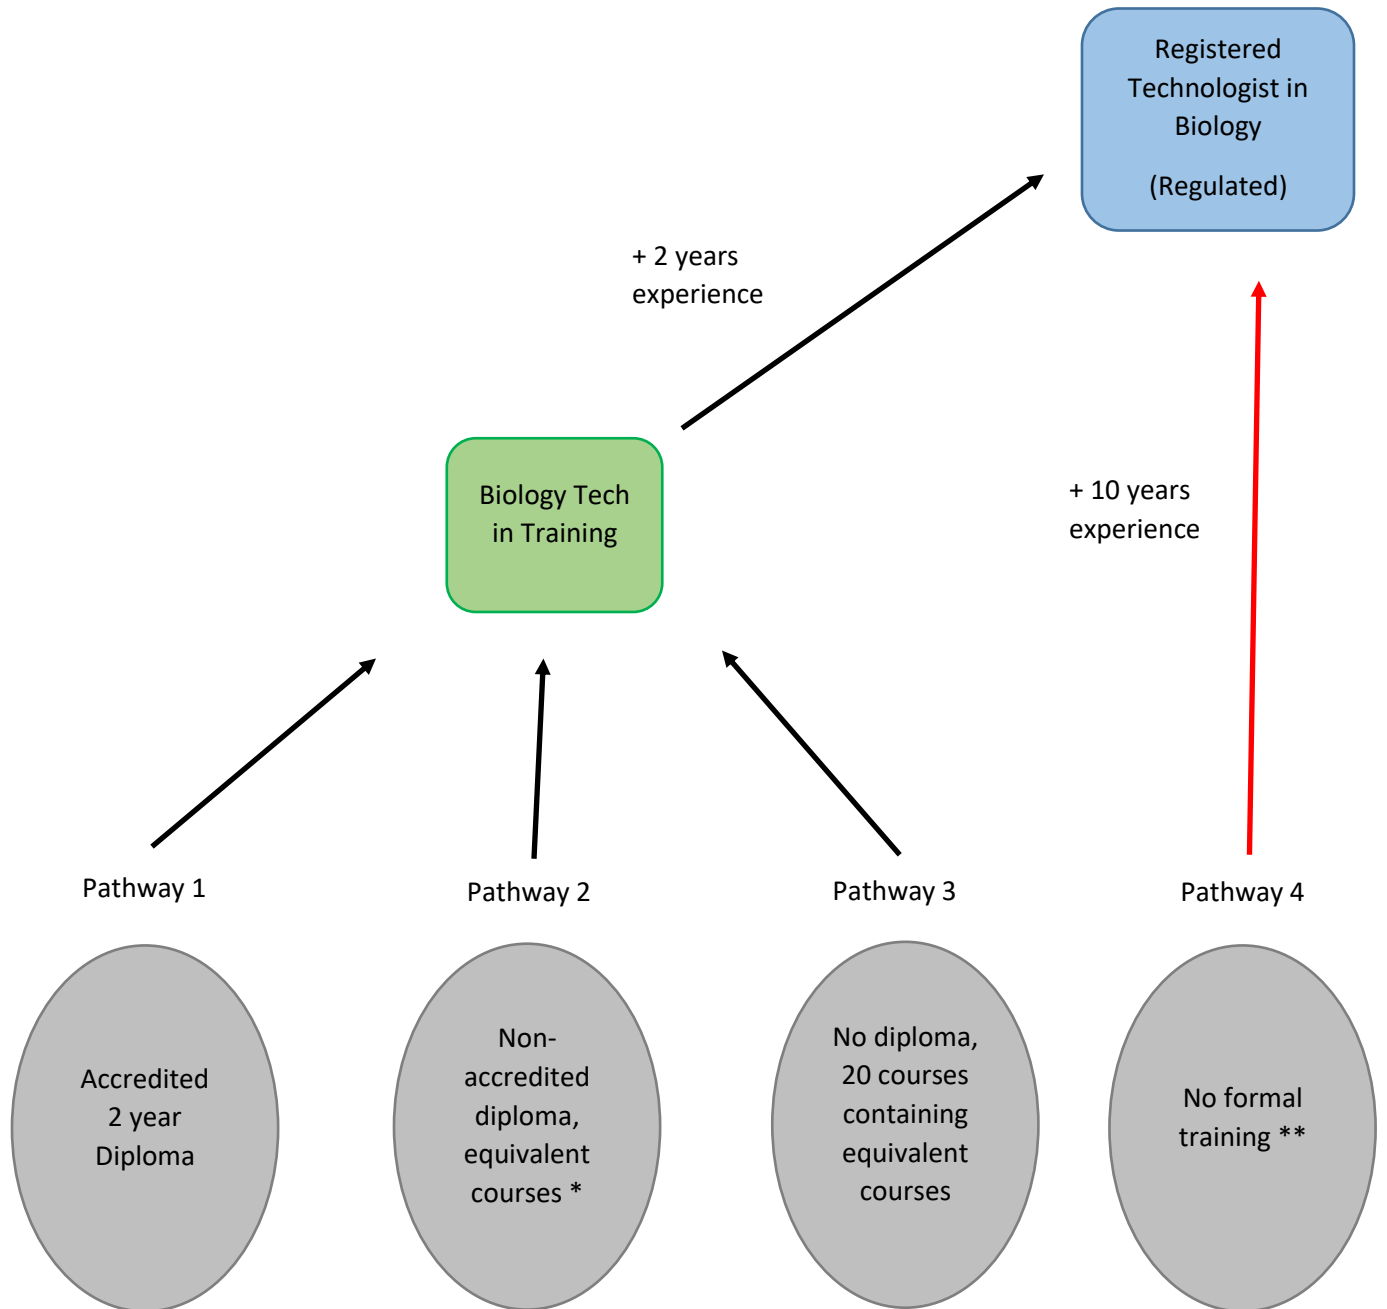 Registered
Technologist in
Biology
(Regulated)
+ 2 years
experience
Biology Tech
in Training
+ 10 years
experience
Pathway 1
Pathway 2
Pathway 3
Pathway 4
Accredited
2 year
Diploma
Non-
accredited
diploma,
equivalent
courses *
No diploma,
20 courses
containing
equivalent
courses
No formal
training **